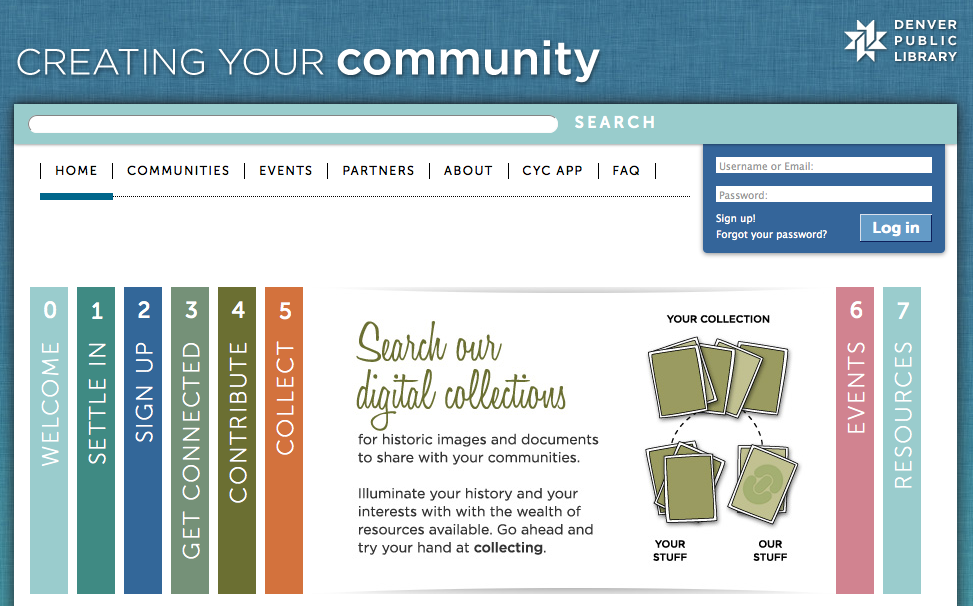 CREATING YOUR community
DENVER
PUBLIC
LIBRARY
SEARCH
HOME
COMMUNITIES
EVENTS
PARTNERS
ABOUT
CYC APP
FAQ
Username or Email:
Password:
Sign up!
Forgot your password?
Log in
0 WELCOME
1 SETTLE IN
2 SIGN UP
3 GET CONNECTED
4 CONTRIBUTE
5 COLLECT
Search our
digital collections
for historic images and documents
to share with your communities.
Illuminate your history and your
interests with with the wealth of
resources available. Go ahead and
try your hand at collecting.
YOUR COLLECTION
YOUR
STUFF
OUR
STUFF
6 EVENTS
7 RESOURCES